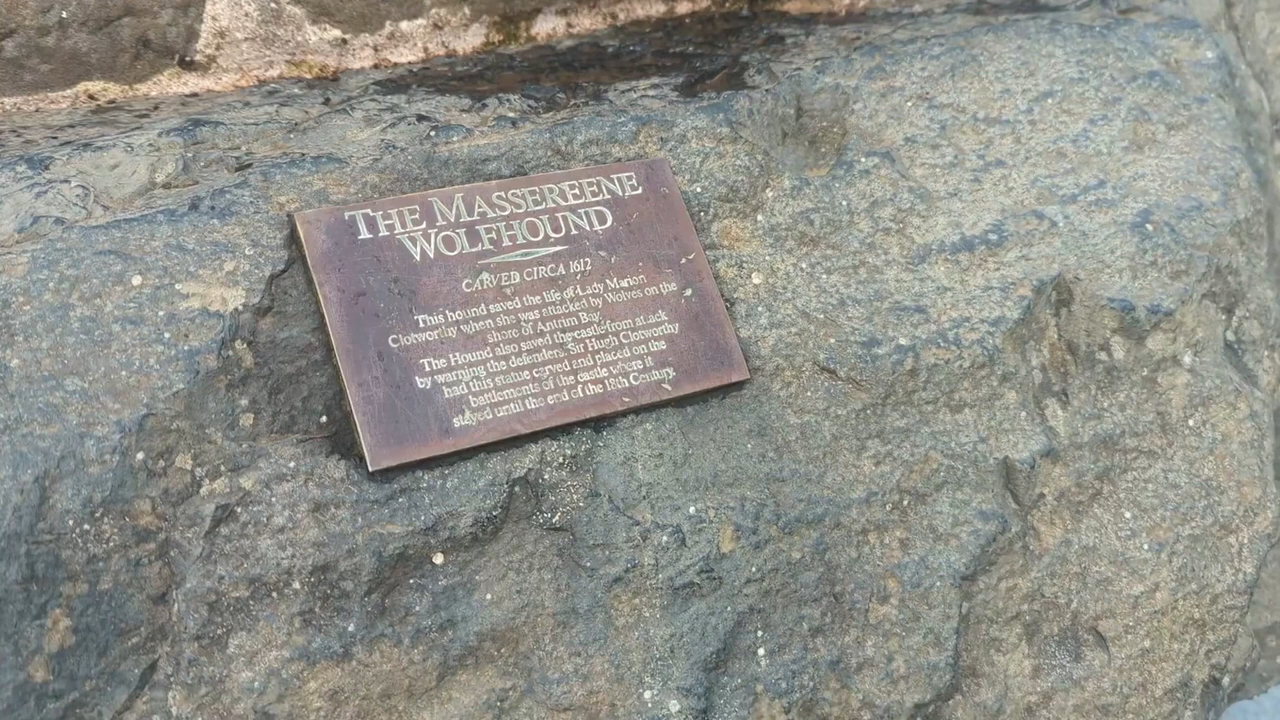 THE MASSEREENE
WOLFHOUND
CARVED CIRCA 1612
This hound saved the life of Lady Marion
Clotworthy when she was attacked by Wolves on the
shore of Antrim Bay.
The Hound also saved the castle from attack
by warning the defenders. Sir Hugh Clotworthy
had this statue carved and placed on the
battlements of the castle where it
stayed until the end of the 18th Century.